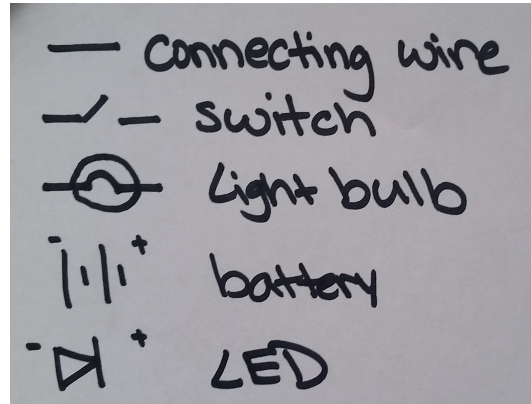 connecting wire
switch
Light bulb
- + battery
- + LED